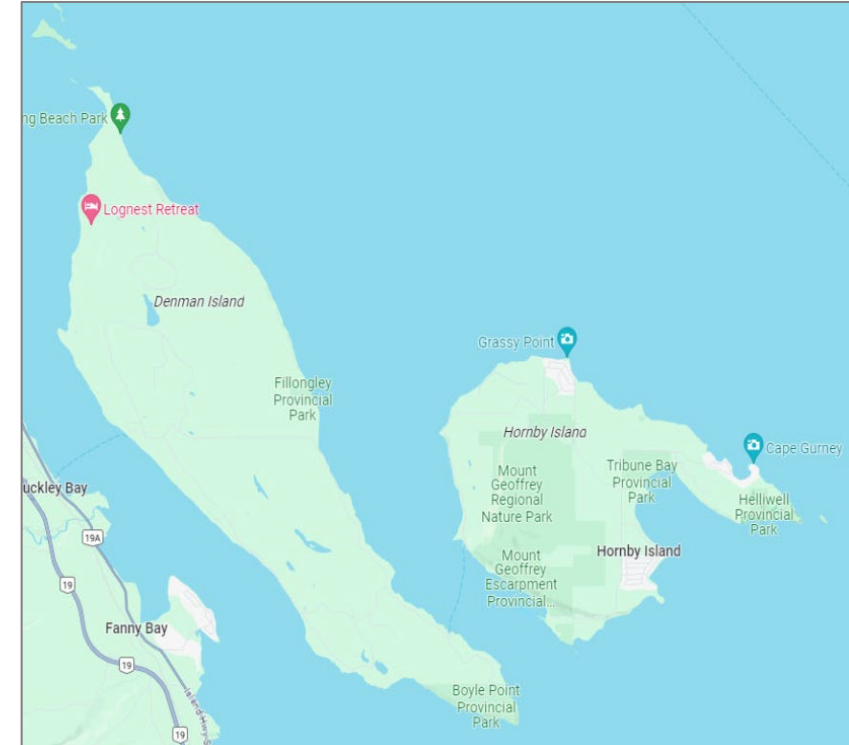 ng Beach Park
Lognest Retreat
Denman Island
Grassy Point
Fillongley
Provincial
Park
Hornby Island
Cape Gurney
Mount
Geoffrey
Regional
Nature Park
Tribune Bay
Provincial
Park
Helliwell
Provincial
Park
uckley Bay
19A
Mount
Geoffrey
Escarpment
Provincial...
Hornby Island
19
Fanny Bay
19
Boyle Point
Provincial
Park
Island Hwy S
19